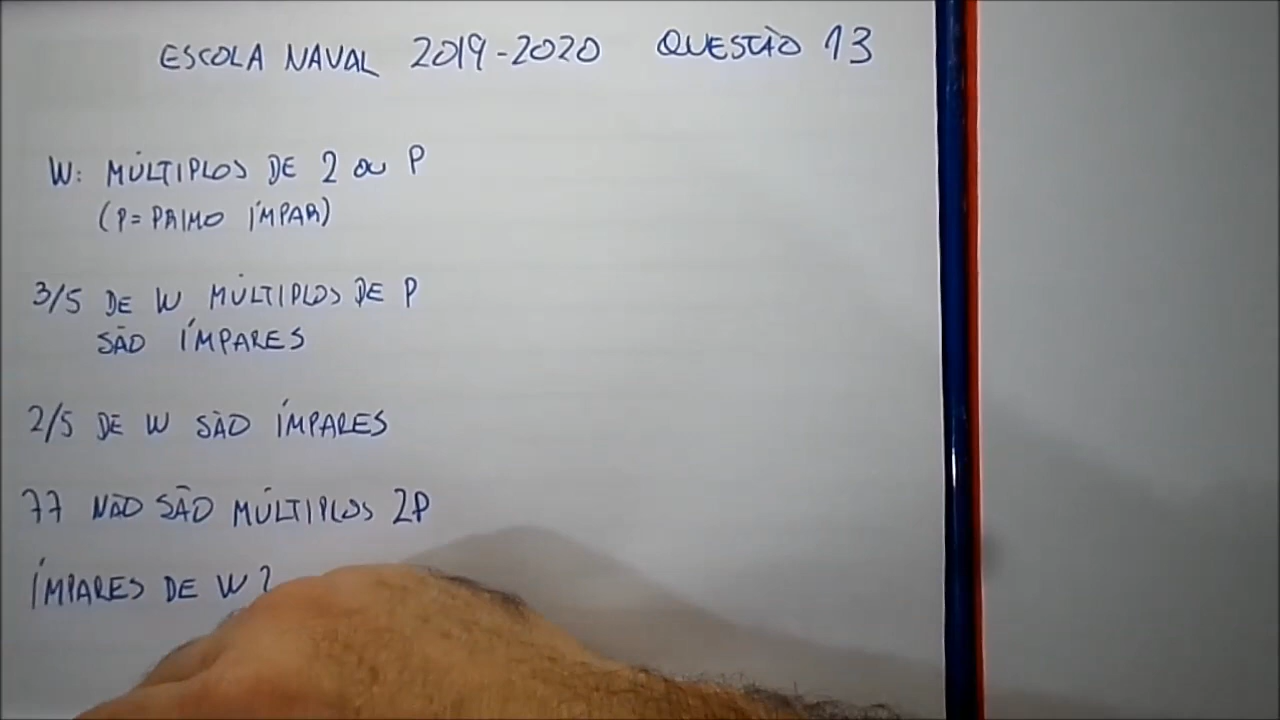 ESCOLA NAVAL 2019-2020 QUESTÃO 13
W: MÚLTIPLOS DE 2 OU P
(P=PRIMO ÍMPAR)
3/5 DE W MÚLTIPLOS DE P
SÃO ÍMPARES
2/5 DE W SÃO ÍMPARES
77 NÃO SÃO MÚLTIPLOS 2P
ÍMPARES DE W?